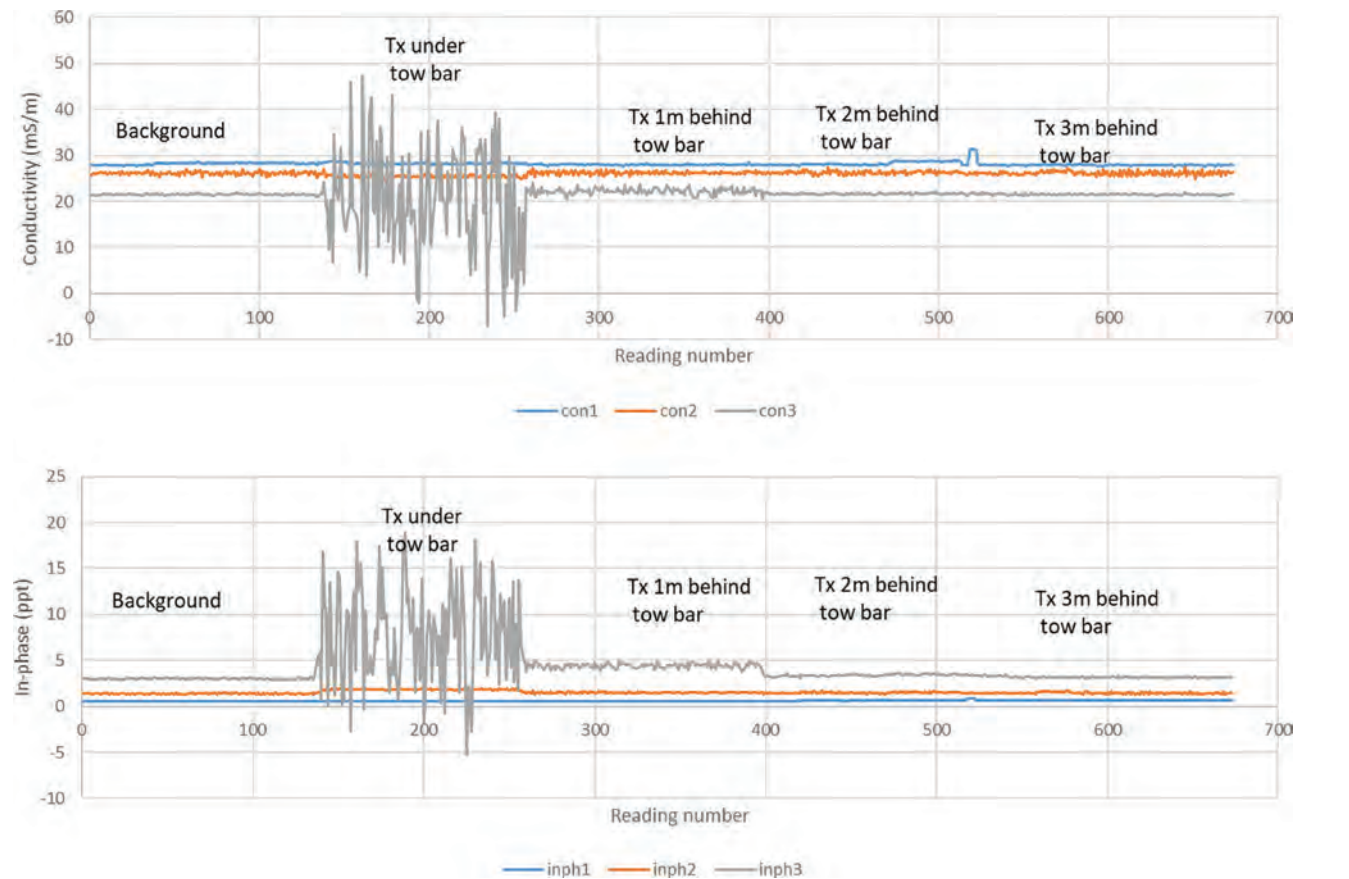 60
50
40
30
20
10
0
-10
Conductivity (mS/m)
Background
Tx under
tow bar
Tx 1m behind
tow bar
Tx 2m behind
tow bar
Tx 3m behind
tow bar
0 100 200 300 400 500 600 700
Reading number
con1 con2 con3
25
20
15
10
5
0
-5
-10
In-phase (ppt)
Background
Tx under
tow bar
Tx 1m behind
tow bar
Tx 2m behind
tow bar
Tx 3m behind
tow bar
0 100 200 300 400 500 600 700
Reading number
inph1 inph2 inph3